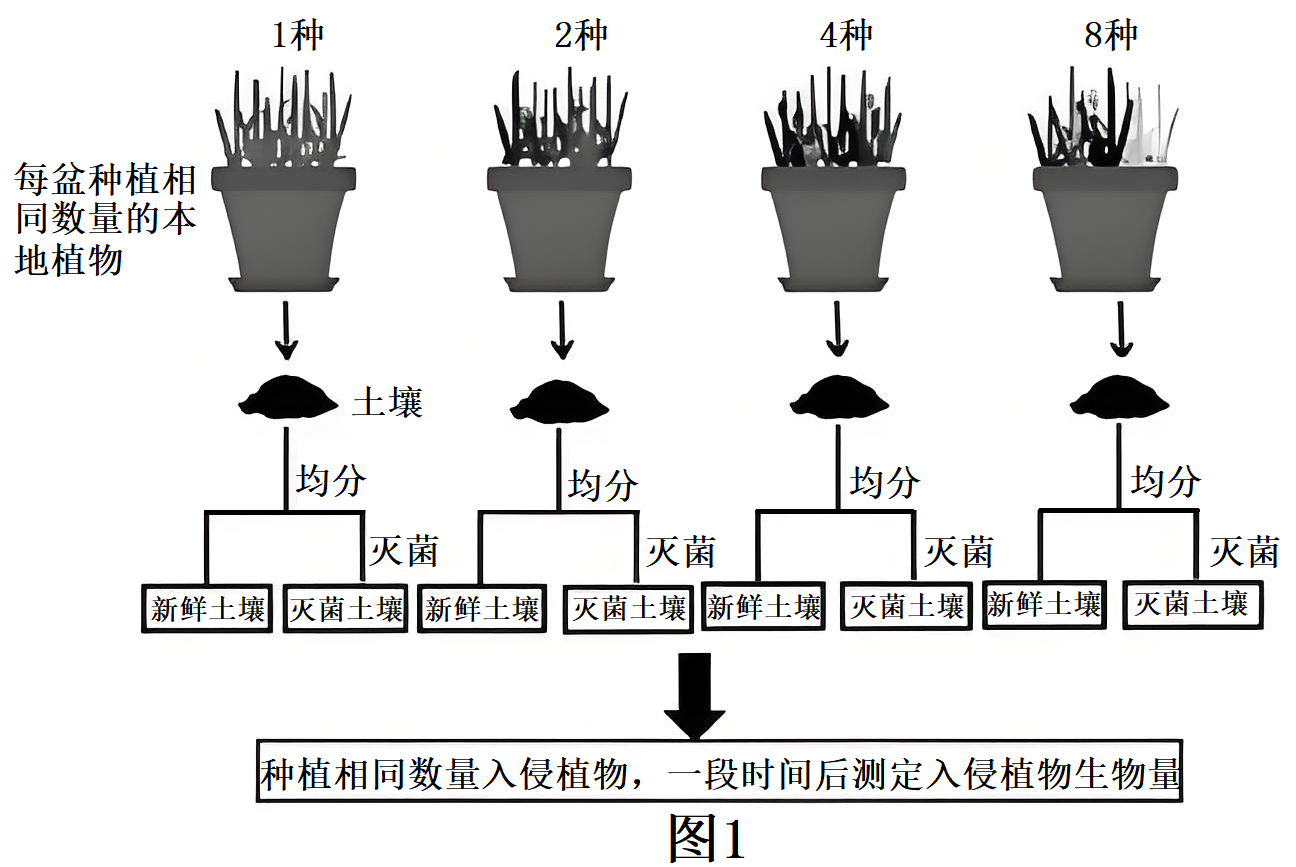 1种
2种
4种
8种
每盆种植相
同数量的本
地植物
土壤
均分
均分
均分
均分
灭菌
灭菌
灭菌
灭菌
新鲜土壤
灭菌土壤
新鲜土壤
灭菌土壤
新鲜土壤
灭菌土壤
新鲜土壤
灭菌土壤
种植相同数量入侵植物，一段时间后测定入侵植物生物量
图1